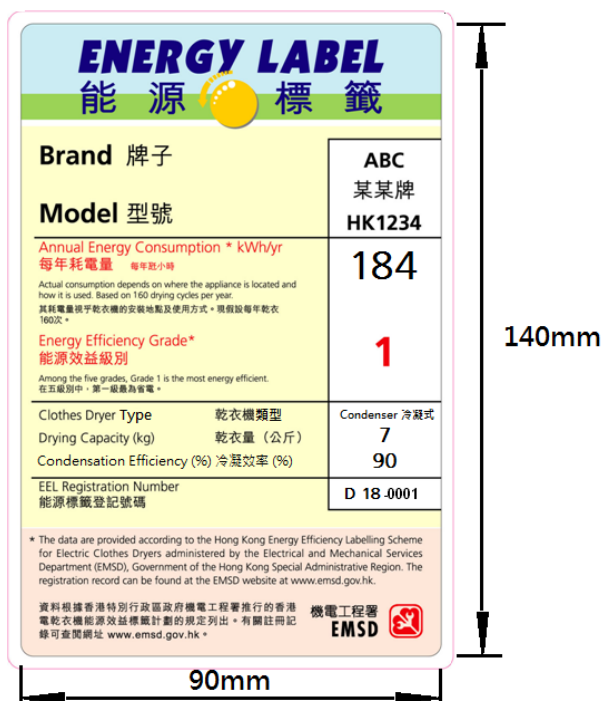 ENERGY LABEL
能源標籤
Brand 牌子
ABC
某某牌
Model 型號
HK1234
Annual Energy Consumption * kWh/yr
每年耗電量 每年瓩小時
184
Actual consumption depends on where the appliance is located and
how it is used. Based on 160 drying cycles per year.
其耗電量視乎乾衣機的安裝地點及使用方式。現假設每年乾衣
160次。
Energy Efficiency Grade*
能源效益級別
1
Among the five grades, Grade 1 is the most energy efficient.
在五級別中，第一級最為省電。
Clothes Dryer Type 乾衣機類型 Condenser 冷凝式
Drying Capacity (kg) 乾衣量（公斤） 7
Condensation Efficiency (%) 冷凝效率 (%) 90
EEL Registration Number
能源標籤登記號碼
D 18-0001
* The data are provided according to the Hong Kong Energy Efficiency Labelling Scheme
for Electric Clothes Dryers administered by the Electrical and Mechanical Services
Department (EMSD), Government of the Hong Kong Special Administrative Region. The
registration record can be found at the EMSD website at www.emsd.gov.hk.
資料根據香港特別行政區政府機電工程署推行的香港
電乾衣機能源效益標籤計劃的規定列出。有關註冊記
錄可查閱網址 www.emsd.gov.hk。
機電工程署
EMSD
140mm
90mm